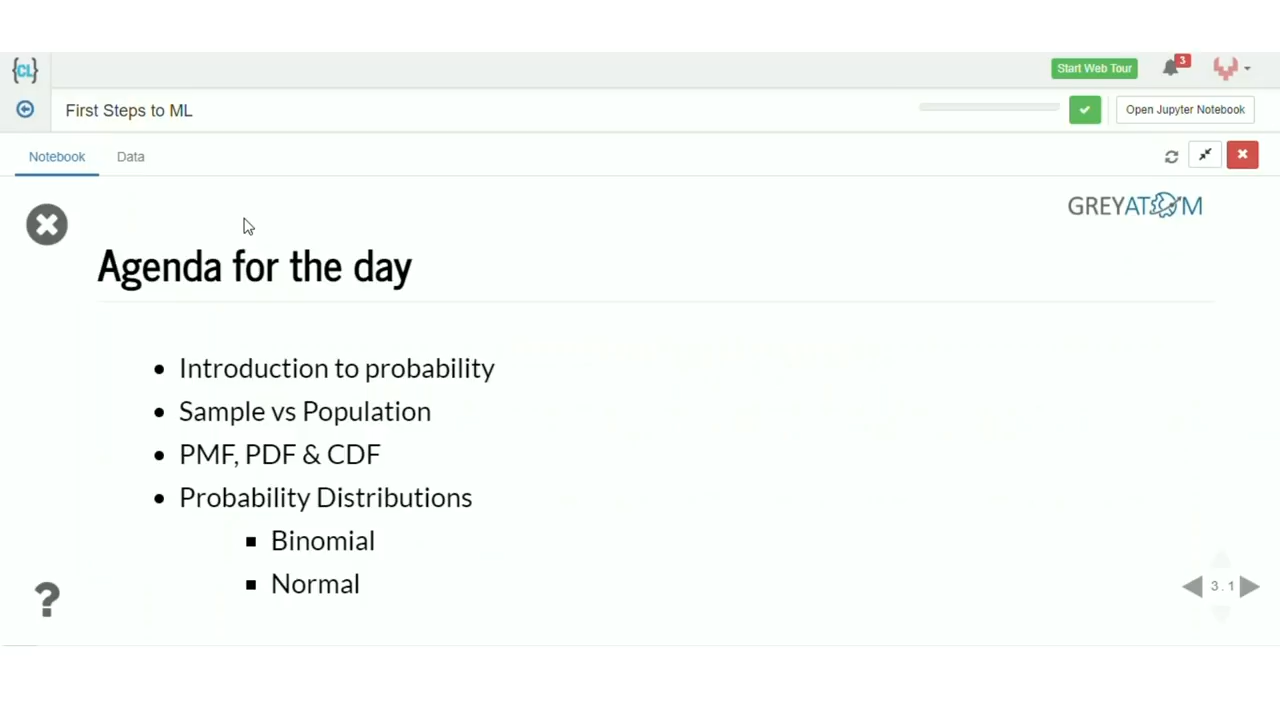 {CL}
Start Web Tour
3
First Steps to ML
Open Jupyter Notebook
Notebook
Data
GREYATOM
Agenda for the day
Introduction to probability
Sample vs Population
PMF, PDF & CDF
Probability Distributions
Binomial
Normal
?
3.1